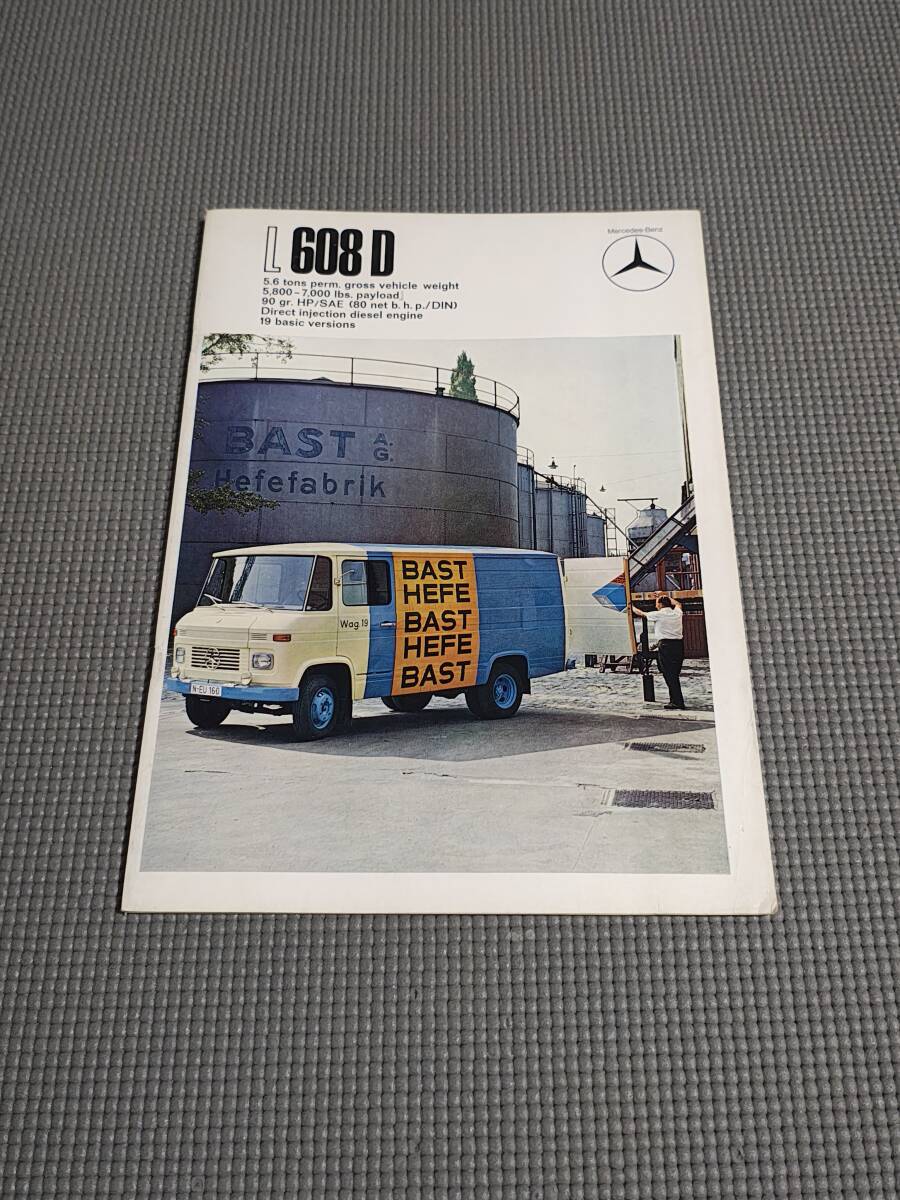 L 608 D
5.6 tons perm. gross vehicle weight
5,800-7,000 lbs. payload
90 gr. HP/SAE (80 net b.h.p./DIN)
Direct injection diesel engine
19 basic versions
Mercedes-Benz
BAST A.G.
Hefefabrik
BAST
HEFE
BAST
HEFE
BAST
Wag.19
N-EU 160